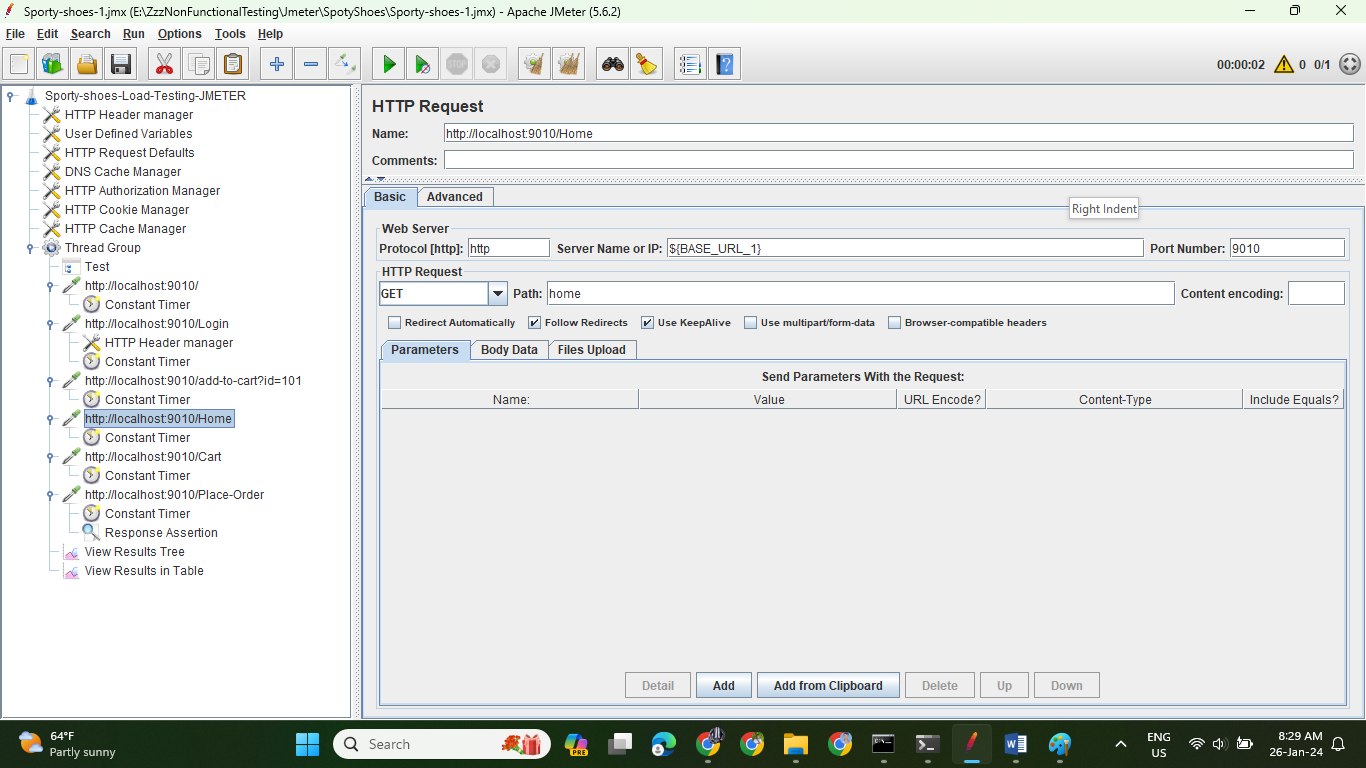 Sporty-shoes-1.jmx (E:\ZzzNonFunctionalTesting\Jmeter\SpotyShoes\Sporty-shoes-1.jmx) - Apache JMeter (5.6.2)
File Edit Search Run Options Tools Help
00:00:02 0 0/1
Sporty-shoes-Load-Testing-JMETER
HTTP Header manager
User Defined Variables
HTTP Request Defaults
DNS Cache Manager
HTTP Authorization Manager
HTTP Cookie Manager
HTTP Cache Manager
Thread Group
Test
http://localhost:9010/
Constant Timer
http://localhost:9010/Login
HTTP Header manager
Constant Timer
http://localhost:9010/add-to-cart?id=101
Constant Timer
http://localhost:9010/Home
Constant Timer
http://localhost:9010/Cart
Constant Timer
http://localhost:9010/Place-Order
Constant Timer
Response Assertion
View Results Tree
View Results in Table
HTTP Request
Name: http://localhost:9010/Home
Comments:
Basic Advanced
Right Indent
Web Server
Protocol [http]: http Server Name or IP: ${BASE_URL_1} Port Number: 9010
HTTP Request
GET Path: home Content encoding:
Redirect Automatically Follow Redirects Use KeepAlive Use multipart/form-data Browser-compatible headers
Parameters Body Data Files Upload
Send Parameters With the Request:
Name: Value URL Encode? Content-Type Include Equals?
Detail Add Add from Clipboard Delete Up Down
64°F
Partly sunny
Search
PRE
ENG
US
8:29 AM
26-Jan-24